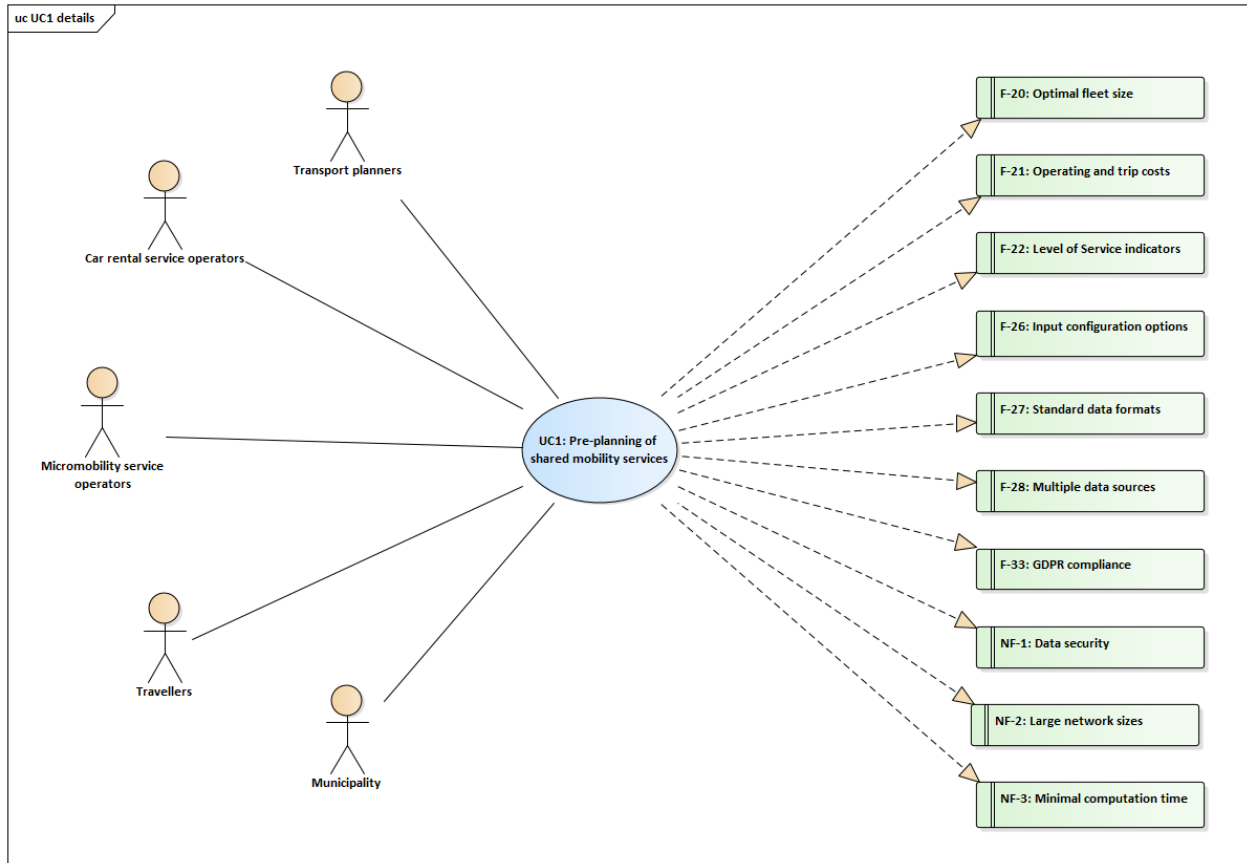 uc UC1 details
Transport planners
Car rental service operators
Micromobility service
operators
Travellers
Municipality
UC1: Pre-planning of
shared mobility services
F-20: Optimal fleet size
F-21: Operating and trip costs
F-22: Level of Service indicators
F-26: Input configuration options
F-27: Standard data formats
F-28: Multiple data sources
F-33: GDPR compliance
NF-1: Data security
NF-2: Large network sizes
NF-3: Minimal computation time